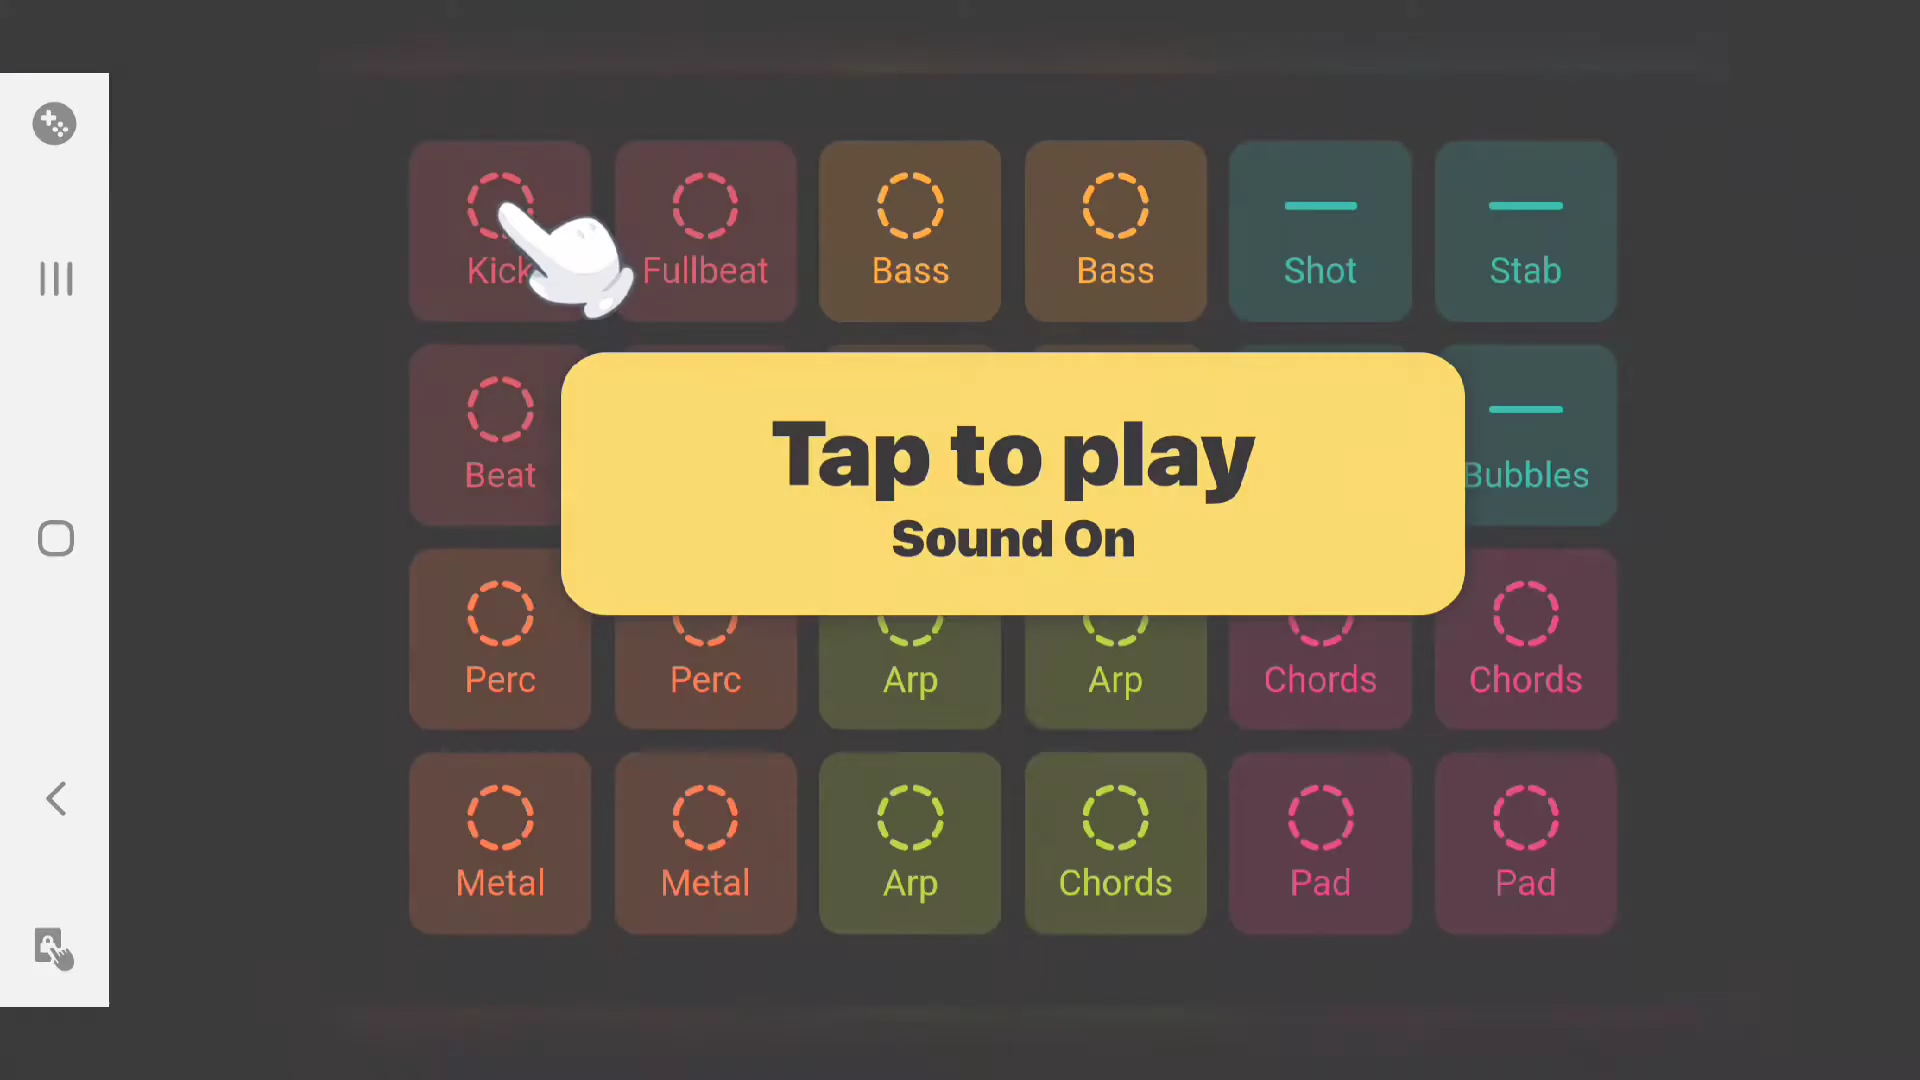 Kick Fullbeat Bass Bass Shot Stab
Tap to play
Sound On
Beat Bubbles
Perc Perc Arp Arp Chords Chords
Metal Metal Arp Chords Pad Pad